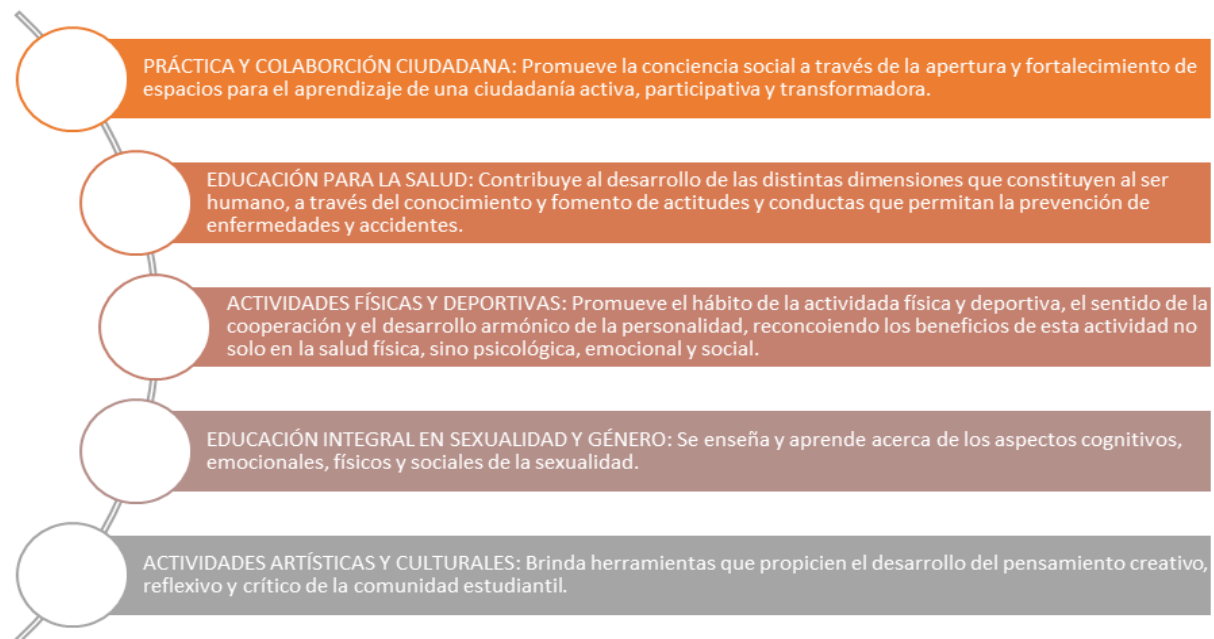 PRÁCTICA Y COLABORCIÓN CIUDADANA: Promueve la conciencia social a través de la apertura y fortalecimiento de
espacios para el aprendizaje de una ciudadanía activa, participativa y transformadora.
EDUCACIÓN PARA LA SALUD: Contribuye al desarrollo de las distintas dimensiones que constituyen al ser
humano, a través del conocimiento y fomento de actitudes y conductas que permitan la prevención de
enfermedades y accidentes.
ACTIVIDADES FÍSICAS Y DEPORTIVAS: Promueve el hábito de la actividada física y deportiva, el sentido de la
cooperación y el desarrollo armónico de la personalidad, reconcoiendo los beneficios de esta actividad no
solo en la salud física, sino psicológica, emocional y social.
EDUCACIÓN INTEGRAL EN SEXUALIDAD Y GÉNERO: Se enseña y aprende acerca de los aspectos cognitivos,
emocionales, físicos y sociales de la sexualidad.
ACTIVIDADES ARTÍSTICAS Y CULTURALES: Brinda herramientas que propicien el desarrollo del pensamiento creativo,
reflexivo y crítico de la comunidad estudiantil.